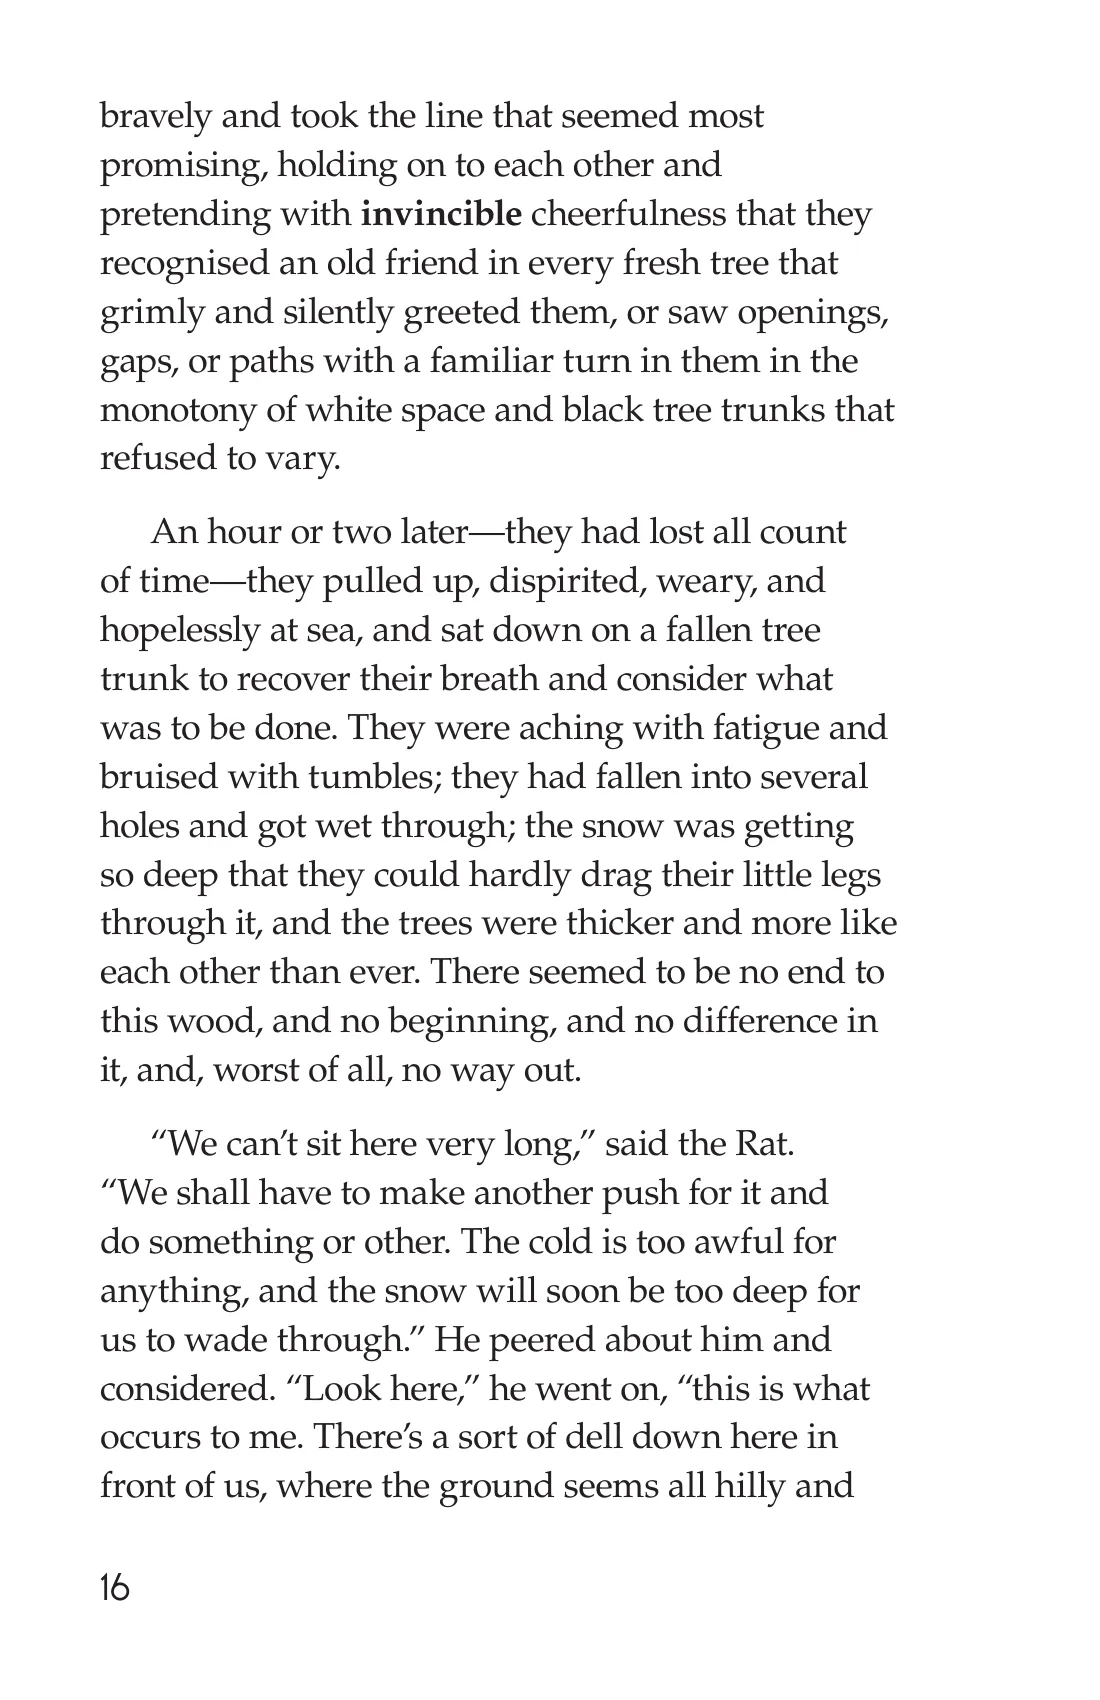 bravely and took the line that seemed most
promising, holding on to each other and
pretending with invincible cheerfulness that they
recognised an old friend in every fresh tree that
grimly and silently greeted them, or saw openings,
gaps, or paths with a familiar turn in them in the
monotony of white space and black tree trunks that
refused to vary.
An hour or two later—they had lost all count
of time—they pulled up, dispirited, weary, and
hopelessly at sea, and sat down on a fallen tree
trunk to recover their breath and consider what
was to be done. They were aching with fatigue and
bruised with tumbles; they had fallen into several
holes and got wet through; the snow was getting
so deep that they could hardly drag their little legs
through it, and the trees were thicker and more like
each other than ever. There seemed to be no end to
this wood, and no beginning, and no difference in
it, and, worst of all, no way out.
“We can’t sit here very long,” said the Rat.
“We shall have to make another push for it and
do something or other. The cold is too awful for
anything, and the snow will soon be too deep for
us to wade through.” He peered about him and
considered. “Look here,” he went on, “this is what
occurs to me. There’s a sort of dell down here in
front of us, where the ground seems all hilly and
16